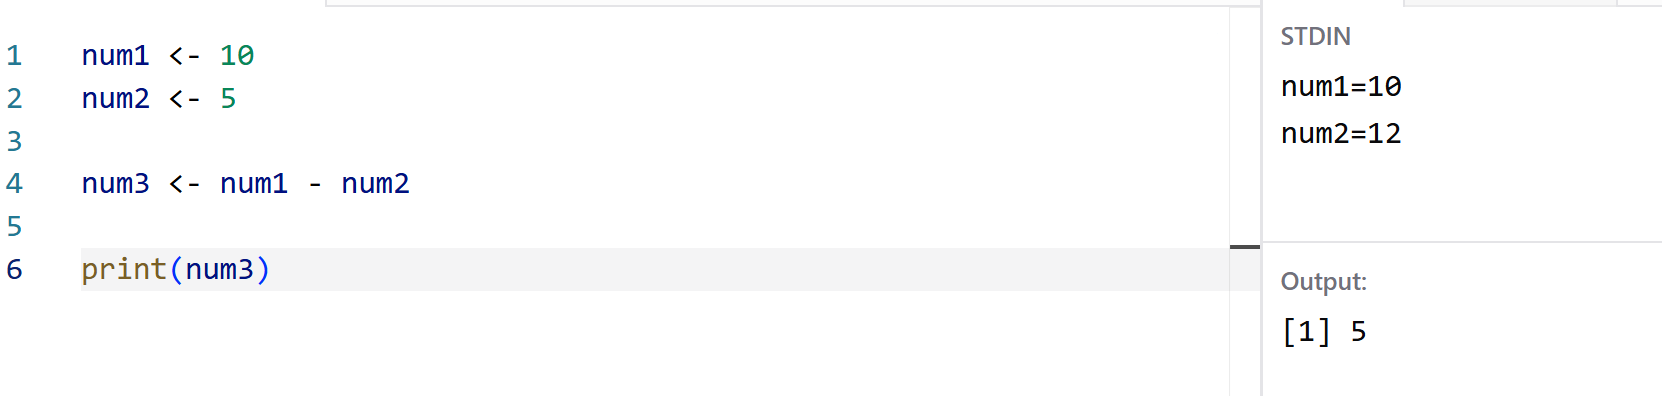 1 num1 <- 10
2 num2 <- 5
3
4 num3 <- num1 - num2
5
6 print(num3)
STDIN
num1=10
num2=12
Output:
[1] 5